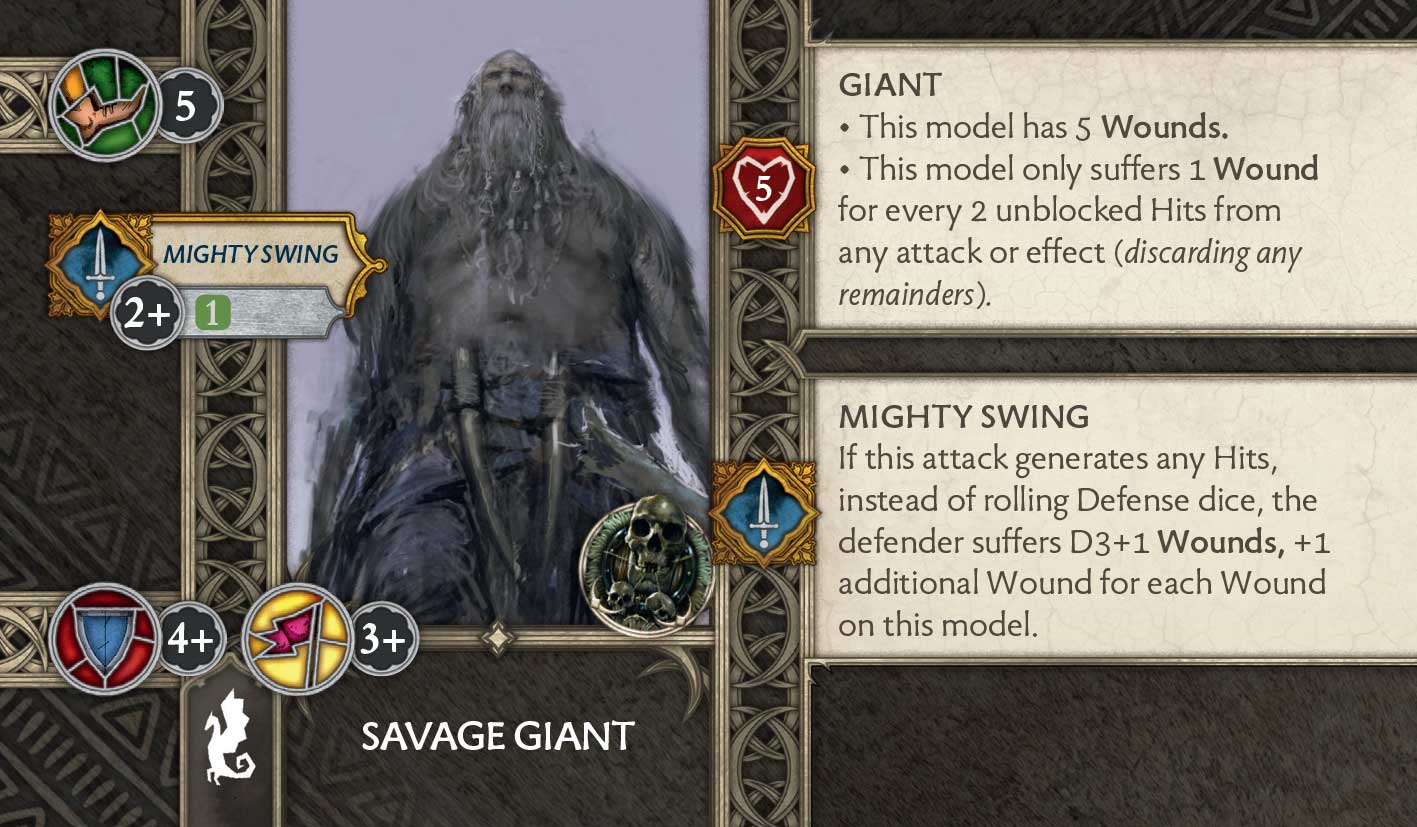 5
MIGHTY SWING
2+
1
4+
3+
SAVAGE GIANT
5
GIANT
• This model has 5 Wounds.
• This model only suffers 1 Wound
for every 2 unblocked Hits from
any attack or effect (discarding any
remainders).
MIGHTY SWING
If this attack generates any Hits,
instead of rolling Defense dice, the
defender suffers D3+1 Wounds, +1
additional Wound for each Wound
on this model.